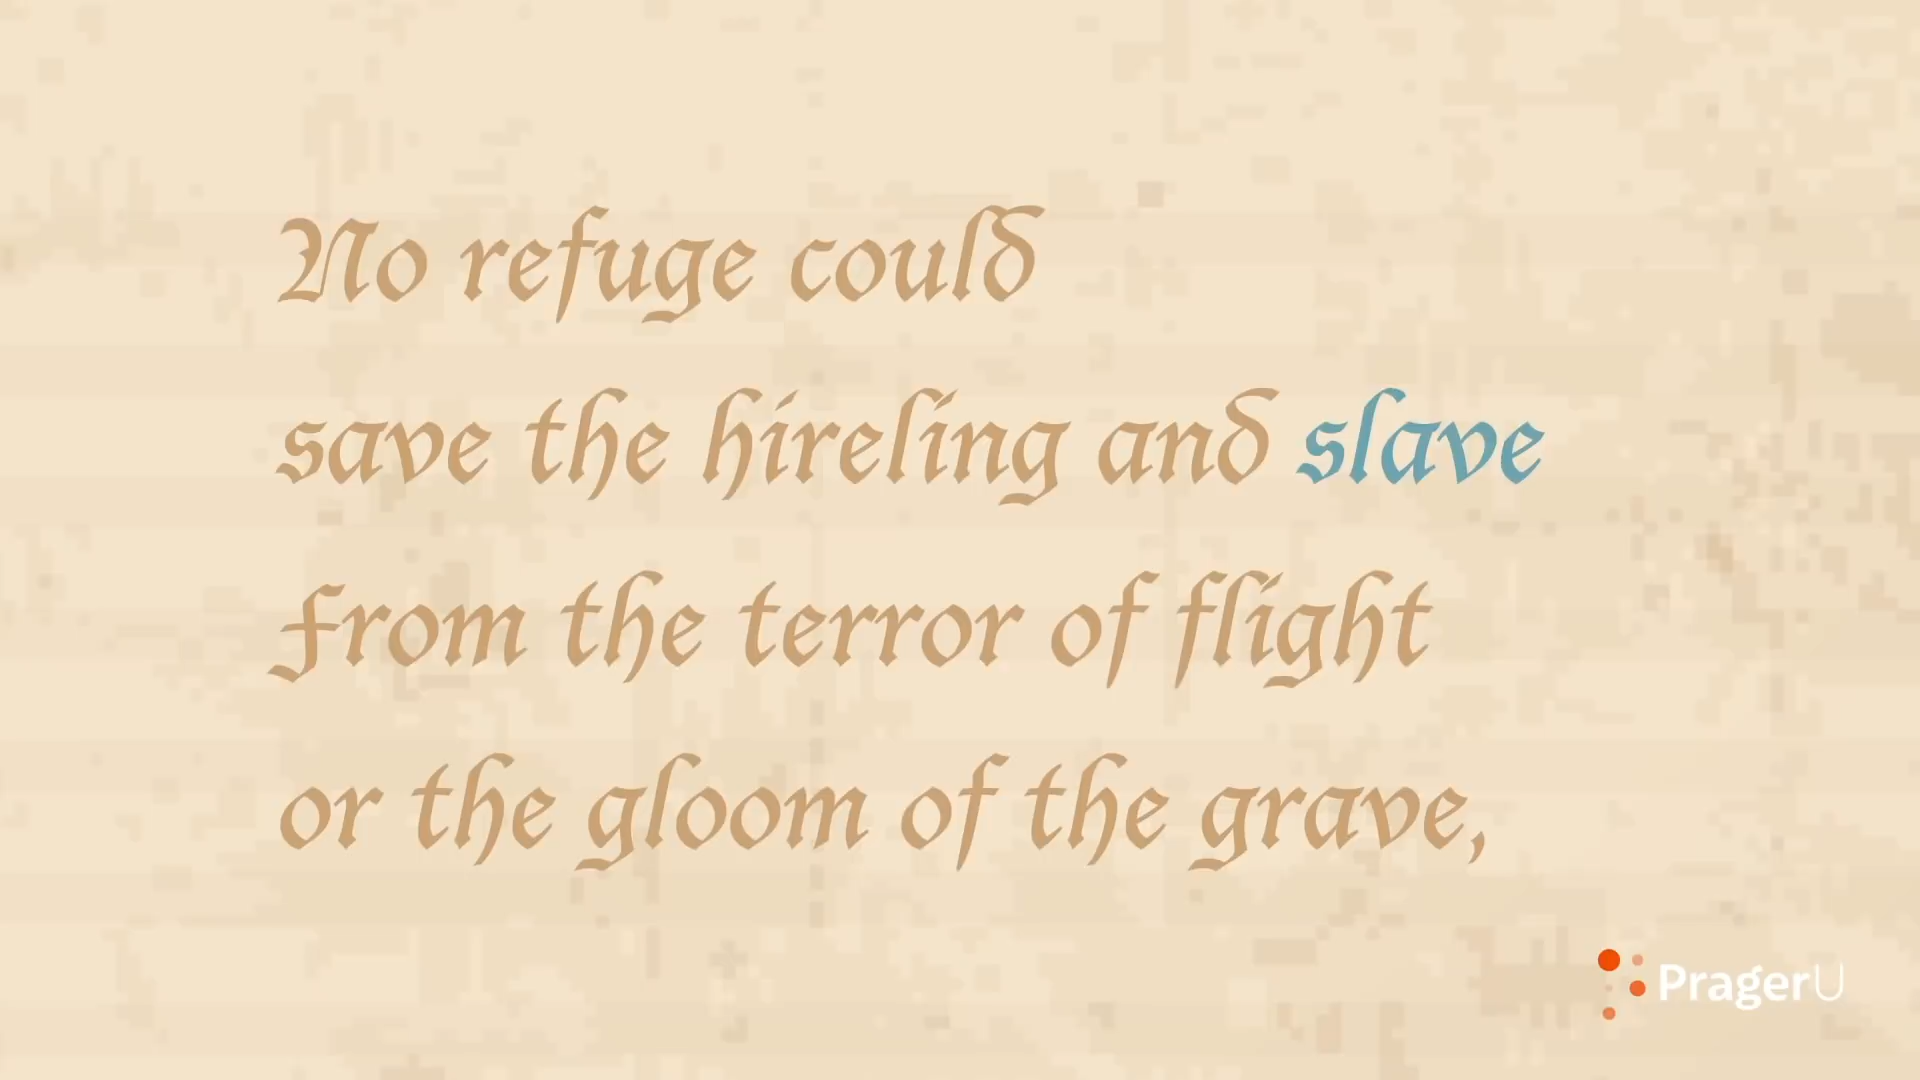 No refuge could
save the hireling and slave
from the terror of flight
or the gloom of the grave,
PragerU